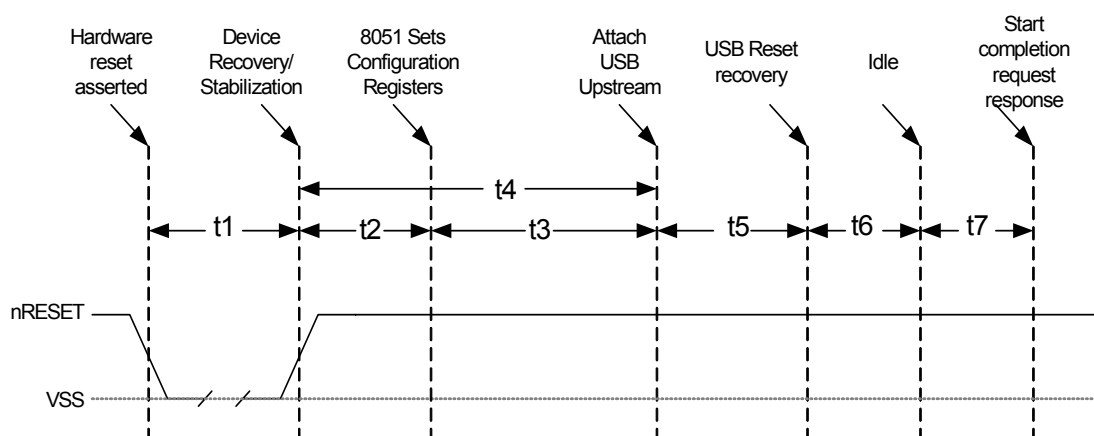 Hardware
reset
asserted
Device
Recovery/
Stabilization
8051 Sets
Configuration
Registers
Attach
USB
Upstream
USB Reset
recovery
Idle
Start
completion
request
response
t4
t1
t2
t3
t5
t6
t7
nRESET
VSS